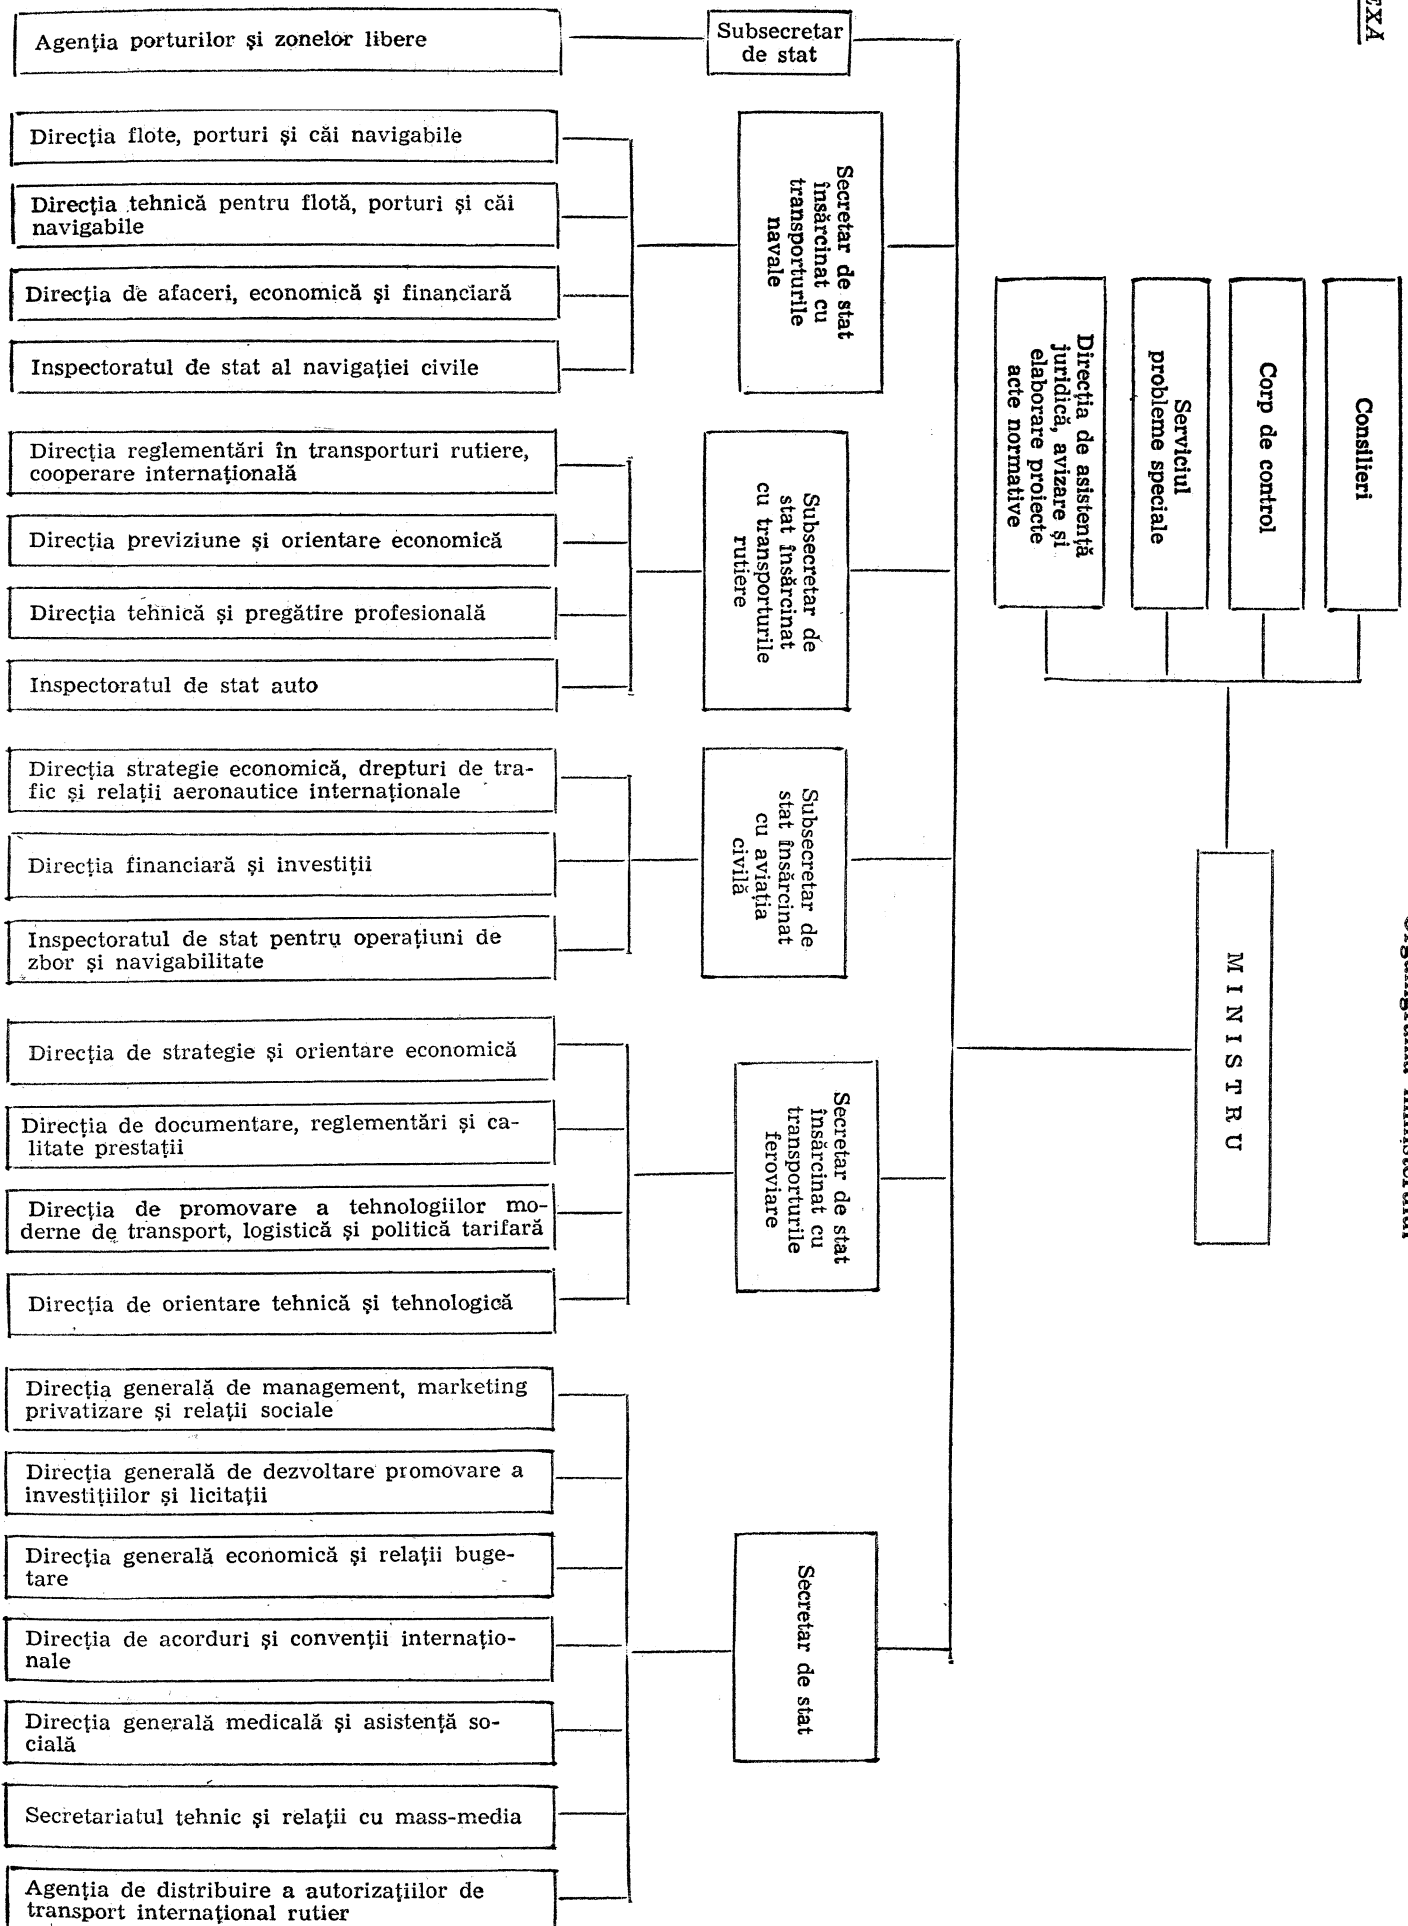 EXA
Organigrama ministerului
Consilieri
Corp de control
Serviciul
probleme speciale
Direcţia de asistenţă
juridică, avizare şi
elaborare proiecte
acte normative
M I N I S T R U
Subsecretar
de stat
Agenţia porturilor şi zonelor libere
Secretar de stat
însărcinat cu
transporturile
navale
Direcţia flote, porturi şi căi navigabile
Direcţia tehnică pentru flotă, porturi şi căi
navigabile
Direcţia de afaceri, economică şi financiară
Inspectoratul de stat al navigaţiei civile
Subsecretar de
stat însărcinat
cu transporturile
rutiere
Direcţia reglementări în transporturi rutiere,
cooperare internaţională
Direcţia previziune şi orientare economică
Direcţia tehnică şi pregătire profesională
Inspectoratul de stat auto
Subsecretar de
stat însărcinat
cu aviaţia
civilă
Direcţia strategie economică, drepturi de tra-
fic şi relaţii aeronautice internaţionale
Direcţia financiară şi investiţii
Inspectoratul de stat pentru operaţiuni de
zbor şi navigabilitate
Secretar de stat
însărcinat cu
transporturile
feroviare
Direcţia de strategie şi orientare economică
Direcţia de documentare, reglementări şi ca-
litate prestaţii
Direcţia de promovare a tehnologiilor mo-
derne de transport, logistică şi politică tarifară
Direcţia de orientare tehnică şi tehnologică
Secretar de stat
Direcţia generală de management, marketing
privatizare şi relaţii sociale
Direcţia generală de dezvoltare promovare a
investiţiilor şi licitaţii
Direcţia generală economică şi relaţii buge-
tare
Direcţia de acorduri şi convenţii internaţio-
nale
Direcţia generală medicală şi asistenţă so-
cială
Secretariatul tehnic şi relaţii cu mass-media
Agenţia de distribuire a autorizaţiilor de
transport internaţional rutier